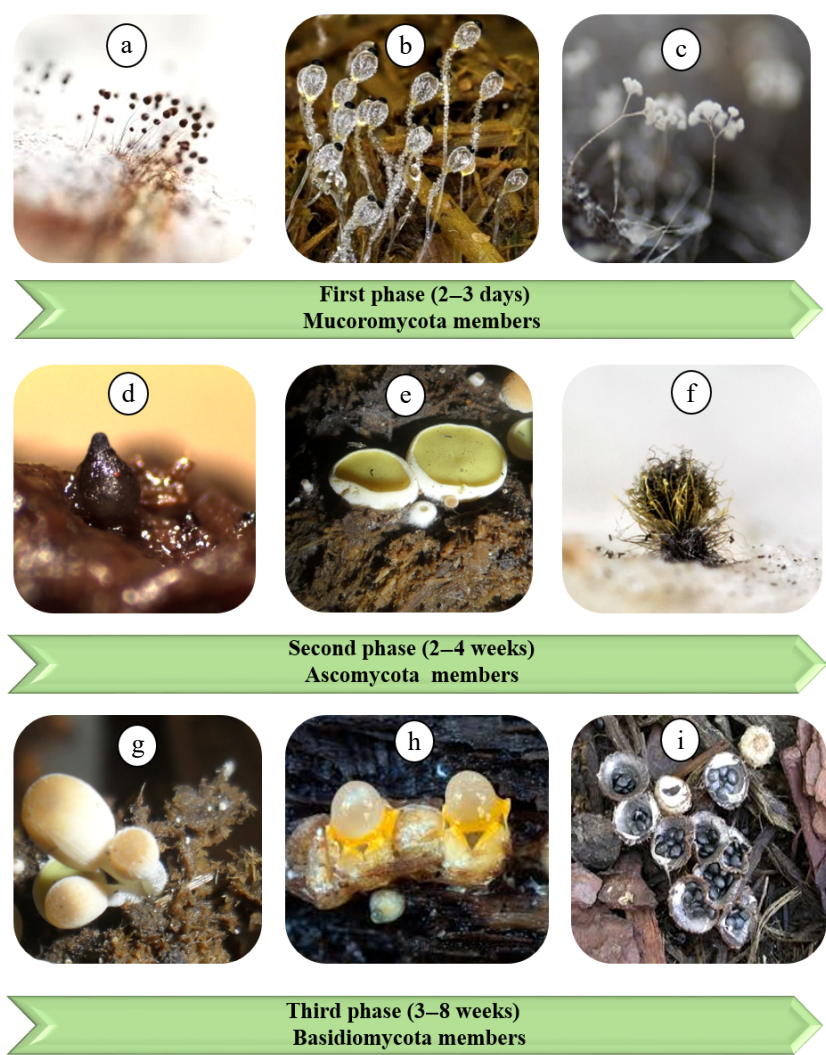 a
b
c
First phase (2–3 days)
Mucoromycota members
d
e
f
Second phase (2–4 weeks)
Ascomycota members
g
h
i
Third phase (3–8 weeks)
Basidiomycota members